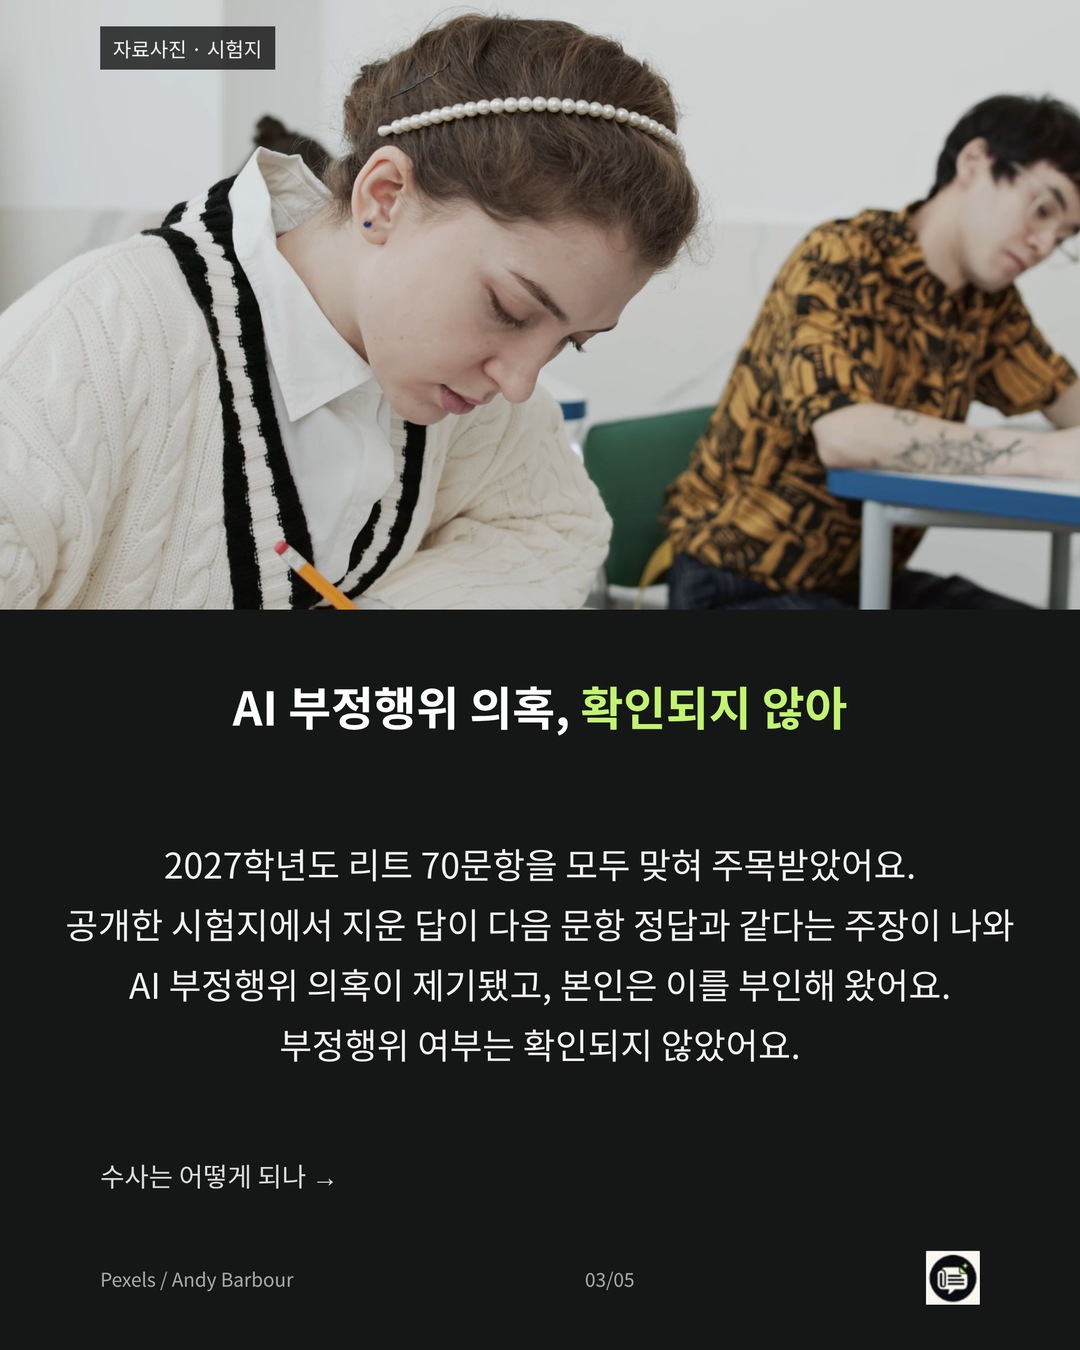 자료사진 · 시험지
AI 부정행위 의혹, 확인되지 않아
2027학년도 리트 70문항을 모두 맞혀 주목받았어요.
공개한 시험지에서 지운 답이 다음 문항 정답과 같다는 주장이 나와
AI 부정행위 의혹이 제기됐고, 본인은 이를 부인해 왔어요.
부정행위 여부는 확인되지 않았어요.
수사는 어떻게 되나 →
Pexels / Andy Barbour
03/05